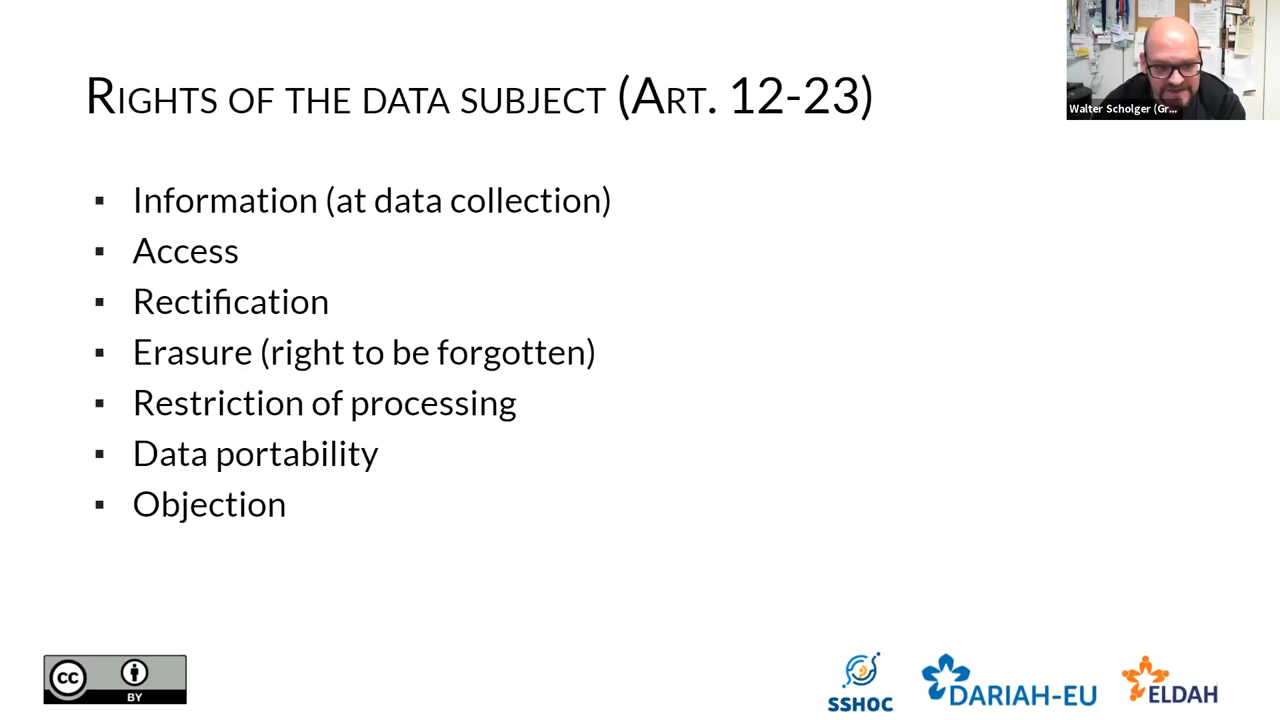 RIGHTS OF THE DATA SUBJECT (ART. 12-23)
Walter Scholger (Gr...
▪ Information (at data collection)
▪ Access
▪ Rectification
▪ Erasure (right to be forgotten)
▪ Restriction of processing
▪ Data portability
▪ Objection
cc
BY
SSHOC
DARIAH-EU
ELDAH